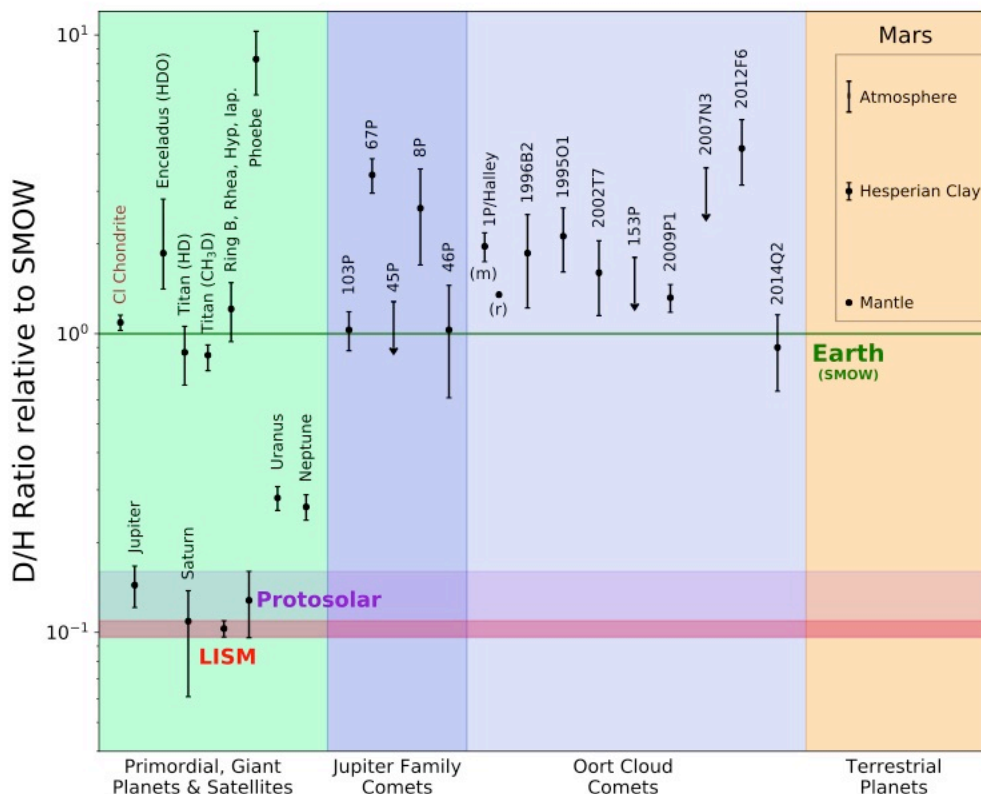 D/H Ratio relative to SMOW
10¹
10⁰
10⁻¹
CI Chondrite
Jupiter
Enceladus (HDO)
Titan (HD)
Saturn
Titan (CH₃D)
LISM
Ring B, Rhea, Hyp, Iap.
Protosolar
Phoebe
Uranus
Neptune
103P
67P
45P
8P
46P
1P/Halley
(m)
(r)
1996B2
1995O1
2002T7
153P
2009P1
2007N3
2012F6
2014Q2
Mars
Atmosphere
Hesperian Clay
Mantle
Earth
(SMOW)
Primordial, Giant
Planets & Satellites
Jupiter Family
Comets
Oort Cloud
Comets
Terrestrial
Planets